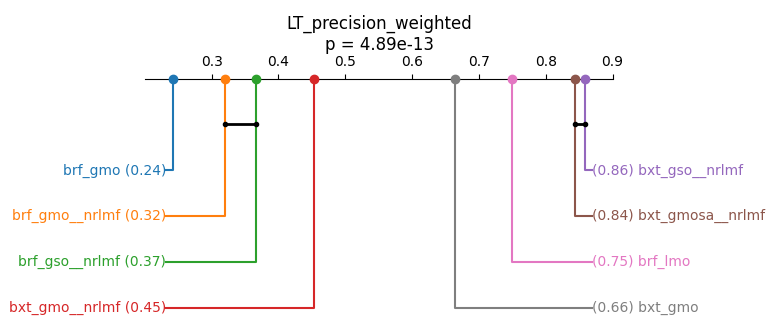 LT_precision_weighted
p = 4.89e-13
0.3 0.4 0.5 0.6 0.7 0.8 0.9
brf_gmo (0.24)
(0.86) bxt_gso__nrlmf
brf_gmo__nrlmf (0.32)
(0.84) bxt_gmosa__nrlmf
brf_gso__nrlmf (0.37)
(0.75) brf_lmo
bxt_gmo__nrlmf (0.45)
(0.66) bxt_gmo